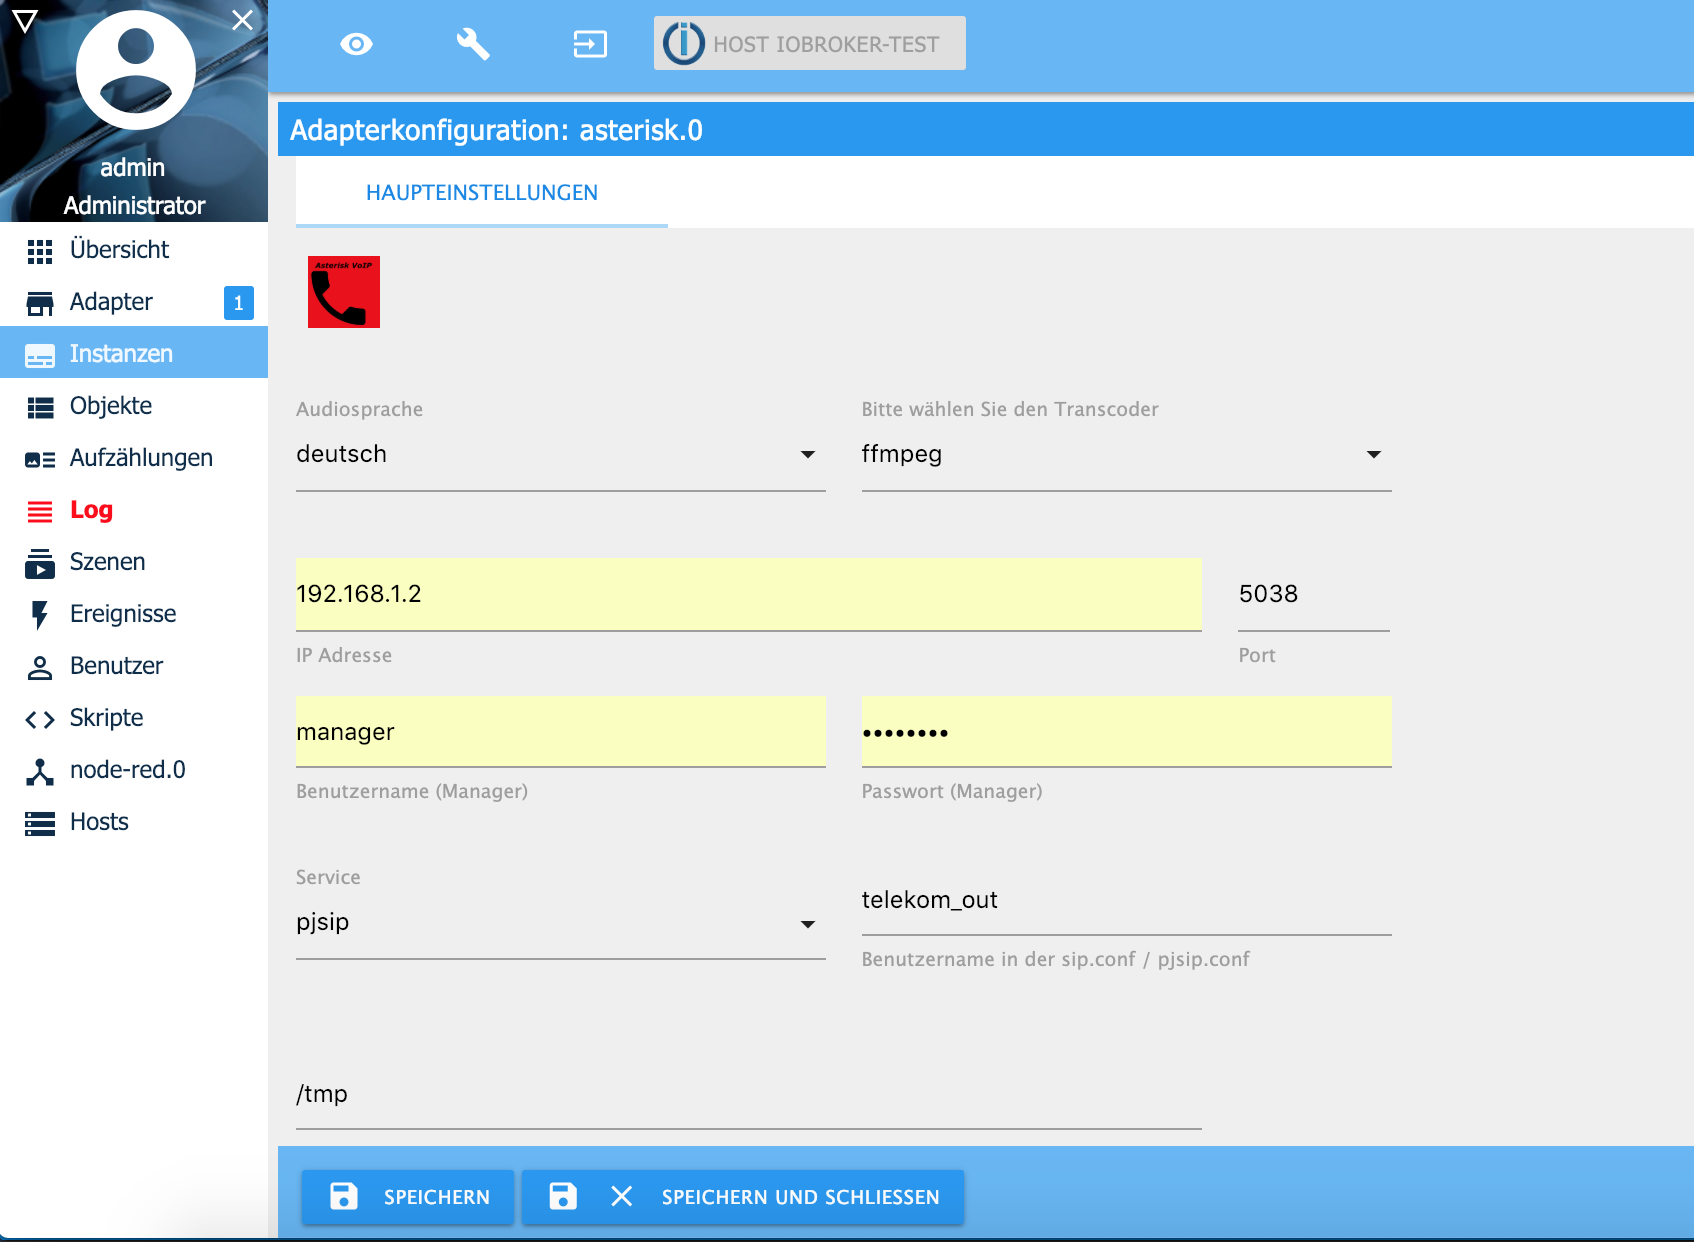 admin
Administrator
Übersicht
Adapter 1
Instanzen
Objekte
Aufzählungen
Log
Szenen
Ereignisse
Benutzer
Skripte
node-red.0
Hosts
HOST IOBROKER-TEST
Adapterkonfiguration: asterisk.0
HAUPTEINSTELLUNGEN
Asterisk VoIP
Audiosprache
deutsch
Bitte wählen Sie den Transcoder
ffmpeg
192.168.1.2
IP Adresse
5038
Port
manager
Benutzername (Manager)
••••••••
Passwort (Manager)
Service
pjsip
telekom_out
Benutzername in der sip.conf / pjsip.conf
/tmp
SPEICHERN
SPEICHERN UND SCHLIESSEN